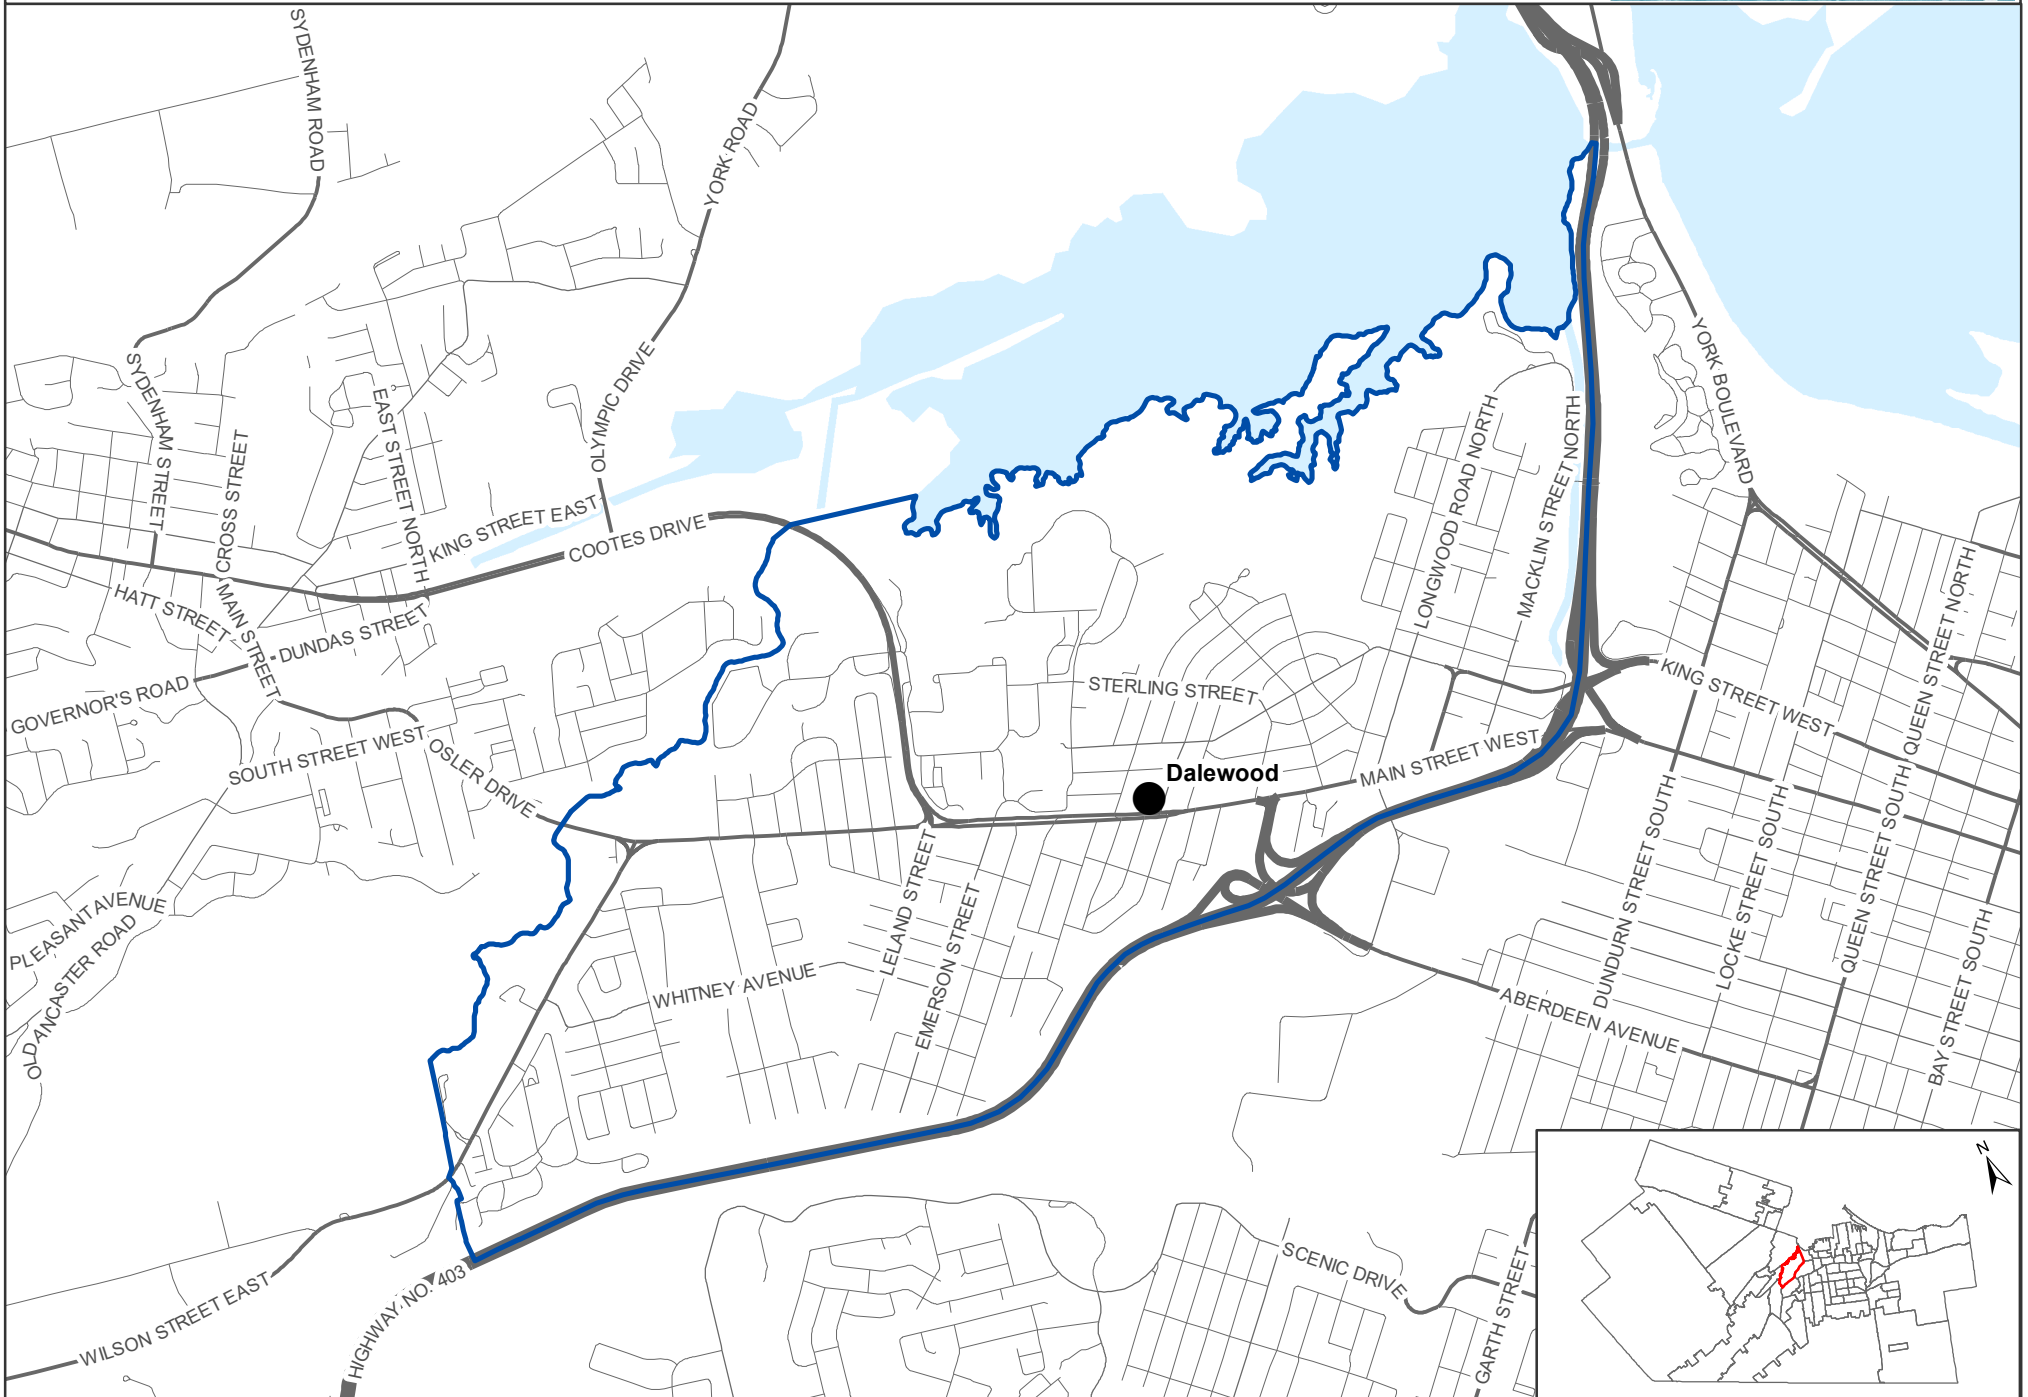 SYDENHAM ROAD
YORK ROAD
SYDENHAM STREET
CROSS STREET
EAST STREET NORTH
OLYMPIC DRIVE
YORK BOULEVARD
KING STREET EAST
COOTES DRIVE
LONGWOOD ROAD NORTH
MACKLIN STREET NORTH
HATT STREET
MAIN STREET
DUNDAS STREET
GOVERNOR'S ROAD
SOUTH STREET WEST
OSLER DRIVE
STERLING STREET
KING STREET WEST
QUEEN STREET NORTH
MAIN STREET WEST
Dalewood
PLEASANT AVENUE
OLD ANCASTER ROAD
LELAND STREET
EMERSON STREET
WHITNEY AVENUE
DUNDURN STREET SOUTH
LOCKE STREET SOUTH
QUEEN STREET SOUTH
BAY STREET SOUTH
ABERDEEN AVENUE
WILSON STREET EAST
HIGHWAY NO. 403
SCENIC DRIVE
GARTH STREET
N